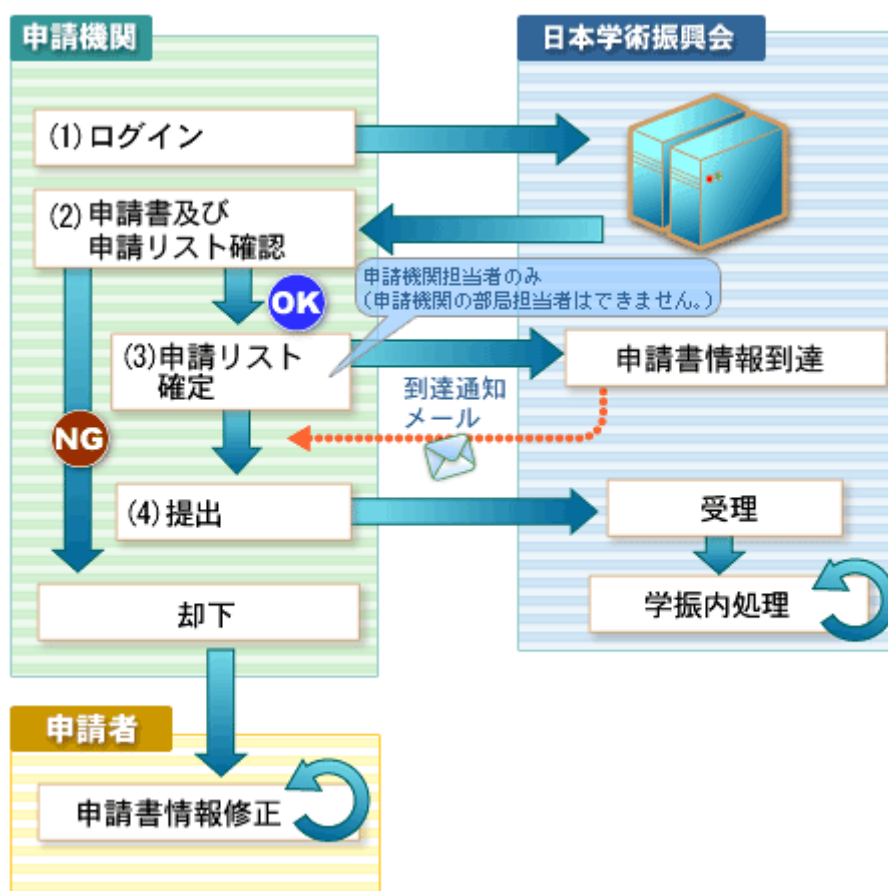 申請機関
日本学術振興会
(1)ログイン
(2)申請書及び
申請リスト確認
OK
申請機関担当者のみ
(申請機関の部局担当者はできません。)
(3)申請リスト
確定
申請書情報到達
到達通知
メール
NG
(4)提出
受理
学振内処理
却下
申請者
申請書情報修正